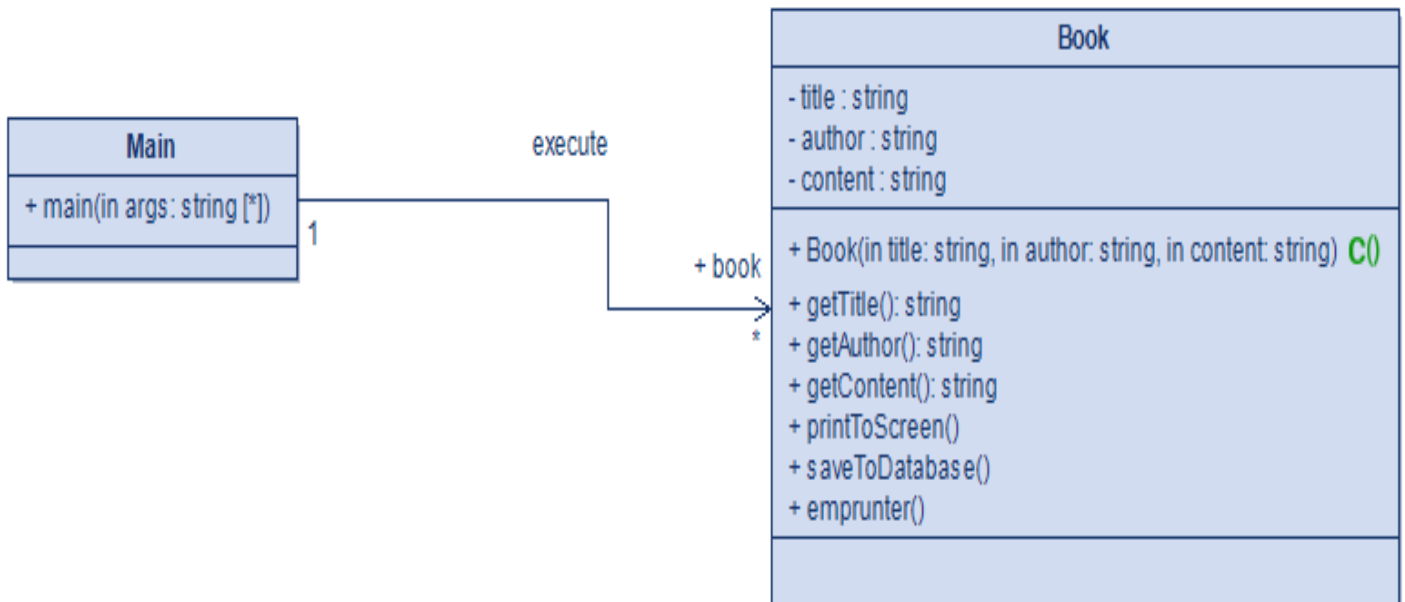 Main
+ main(in args: string [*])
execute
1
+ book
*
Book
- title : string
- author : string
- content : string
+ Book(in title: string, in author: string, in content: string) C()
+ getTitle(): string
+ getAuthor(): string
+ getContent(): string
+ printToScreen()
+ saveToDatabase()
+ emprunter()